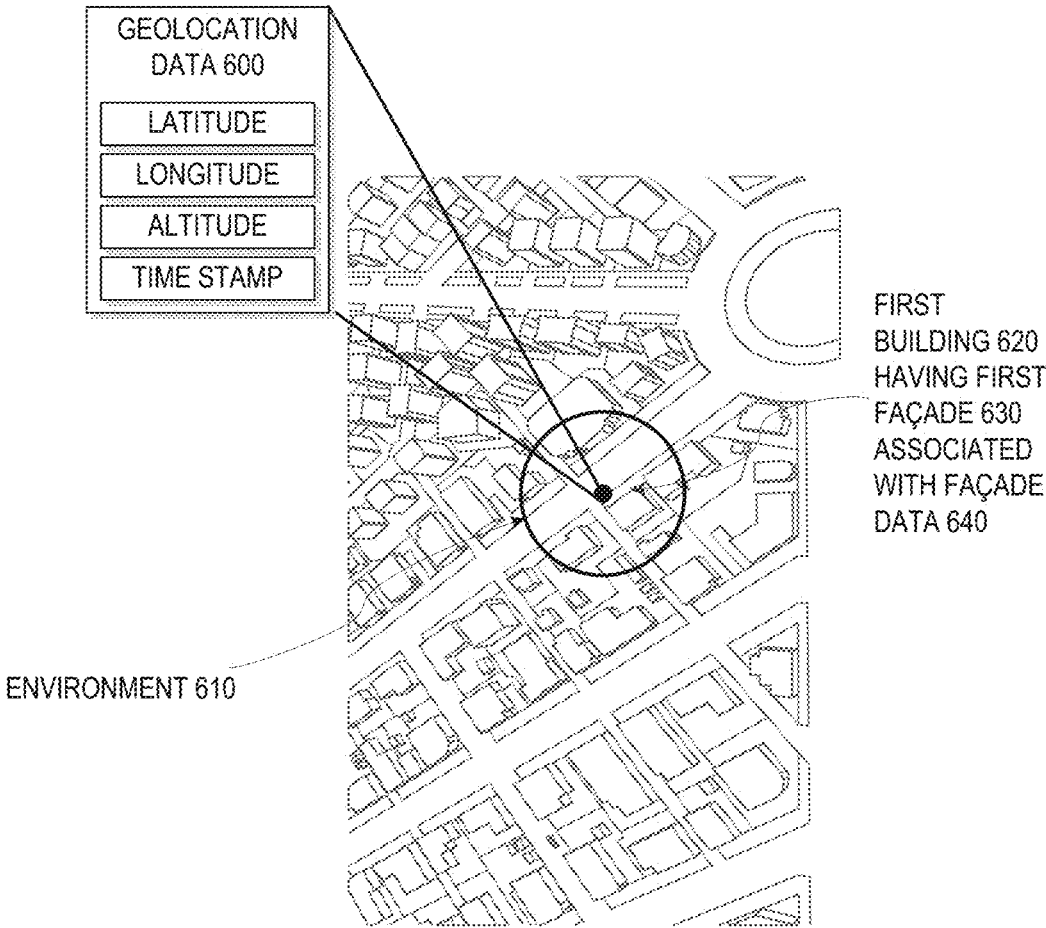 GEOLOCATION
DATA 600
LATITUDE
LONGITUDE
ALTITUDE
TIME STAMP
FIRST
BUILDING 620
HAVING FIRST
FAÇADE 630
ASSOCIATED
WITH FAÇADE
DATA 640
ENVIRONMENT 610